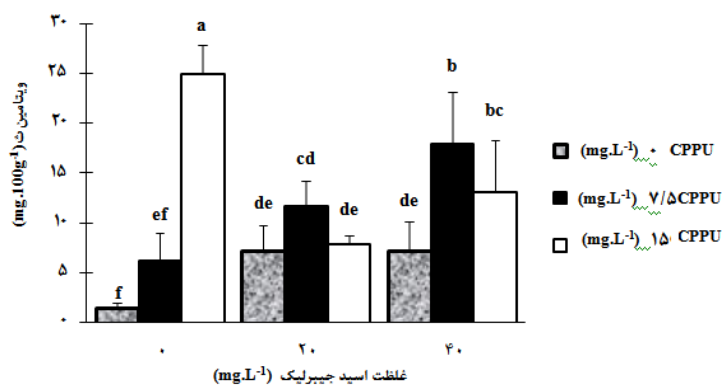 ویتامین ث (mg.100g-1)
۳۰
۲۵
۲۰
۱۵
۱۰
۵
۰
f
ef
a
de
cd
de
de
b
bc
۰
۲۰
۴۰
غلظت اسید جیبرلیک (mg.L-1)
(mg.L-1) ۰ CPPU
(mg.L-1) ۷/۵CPPU
(mg.L-1) ۱۵ CPPU